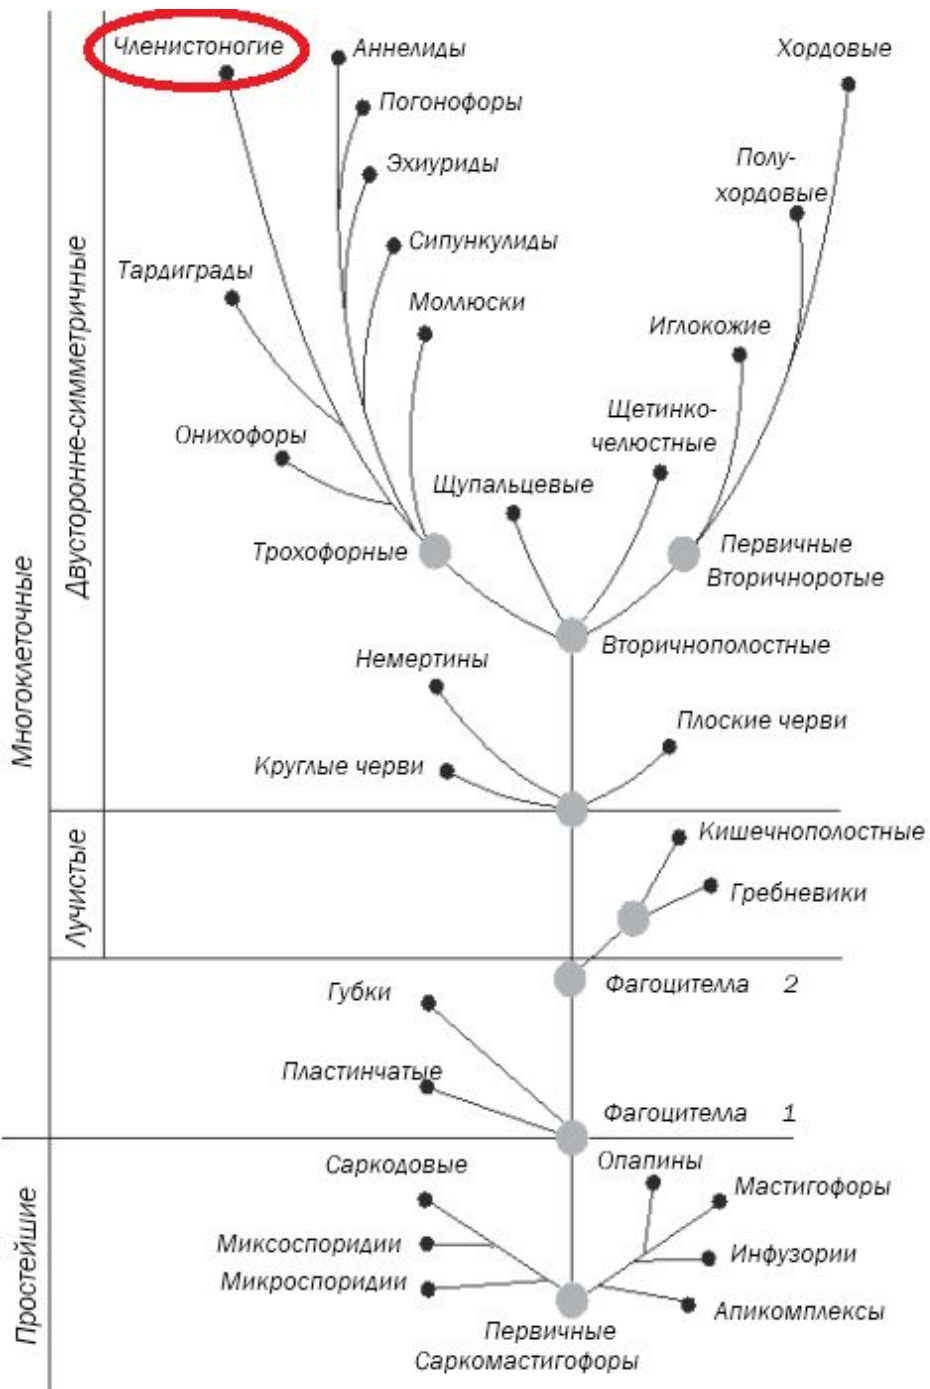 Членистоногие
Аннелиды
Хордовые
Погонофоры
Полу-
хордовые
Эхиуриды
Сипункулиды
Тардиграды
Моллюски
Иглокожие
Щетинко-
челюстные
Онихофоры
Щупальцевые
Трохофорные
Первичные
Вторичноротые
Вторичнополостные
Немертины
Плоские черви
Круглые черви
Двусторонне-симметричные
Многоклеточные
Кишечнополостные
Гребневики
Лучистые
Фагоцителла 2
Губки
Пластинчатые
Фагоцителла 1
Саркодовые
Опапины
Мастигофоры
Миксоспоридии
Инфузории
Микроспоридии
Апикомплексы
Простейшие
Первичные
Саркомастигофоры